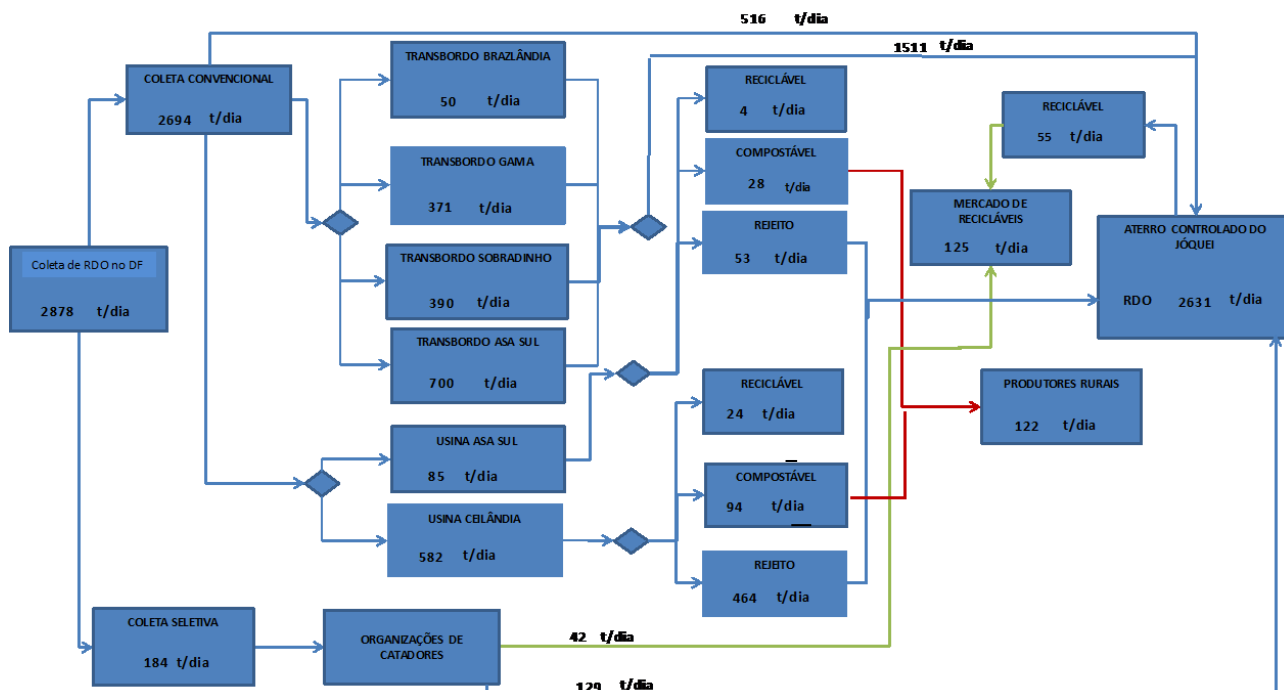 516 t/dia
1511 t/dia
COLETA CONVENCIONAL
2694 t/dia
TRANSBORDO BRAZLÂNDIA
50 t/dia
RECICLÁVEL
4 t/dia
RECICLÁVEL
55 t/dia
TRANSBORDO GAMA
371 t/dia
COMPOSTÁVEL
28 t/dia
MERCADO DE
RECICLÁVEIS
125 t/dia
Coleta de RDO no DF
2878 t/dia
TRANSBORDO SOBRADINHO
390 t/dia
REJEITO
53 t/dia
ATERRO CONTROLADO DO
JÓQUEI
RDO 2631 t/dia
TRANSBORDO ASA SUL
700 t/dia
RECICLÁVEL
24 t/dia
PRODUTORES RURAIS
122 t/dia
USINA ASA SUL
85 t/dia
COMPOSTÁVEL
94 t/dia
USINA CEILÂNDIA
582 t/dia
REJEITO
464 t/dia
COLETA SELETIVA
184 t/dia
ORGANIZAÇÕES DE
CATADORES
42 t/dia
129 t/dia